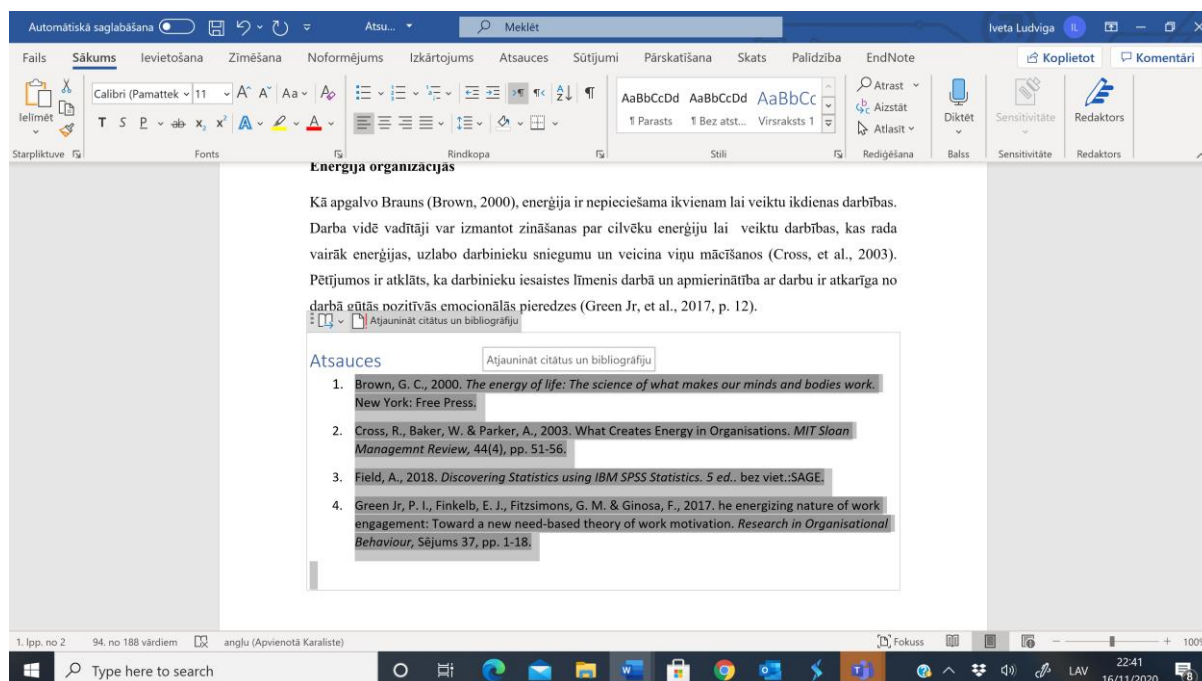 Automātiskā saglabāšana
Atsu...
Meklēt
Iveta Ludviga
IL
Fails Sākums Ievietošana Zīmēšana Noformējums Izkārtojums Atsauces Sūtījumi Pārskatīšana Skats Palīdzība EndNote Koplietot Komentāri
Ielīmēt
Calibri (Pamattek 11
AaBbCcDd AaBbCcDd AaBbCc
¶ Parasts ¶ Bez atst... Virsraksts 1
Atrast
Aizstāt
Atlasīt
Diktēt
Sensitivitāte
Redaktors
Starpliktuve Fonts Rindkopa Stili Rediģēšana Balss Sensitivitāte Redaktors
Enerģija organizācijās
Kā apgalvo Brauns (Brown, 2000), enerģija ir nepieciešama ikvienam lai veiktu ikdienas darbības.
Darba vidē vadītāji var izmantot zināšanas par cilvēku enerģiju lai veiktu darbības, kas rada
vairāk enerģijas, uzlabo darbinieku sniegumu un veicina viņu mācīšanos (Cross, et al., 2003).
Pētījumos ir atklāts, ka darbinieku iesaistes līmenis darbā un apmierinātība ar darbu ir atkarīga no
darbā gūtās pozitīvās emocionālās pieredzes (Green Jr, et al., 2017, p. 12).
Atjaunināt citātus un bibliogrāfiju
Atsauces
Atjaunināt citātus un bibliogrāfiju
1. Brown, G. C., 2000. The energy of life: The science of what makes our minds and bodies work.
New York: Free Press.
2. Cross, R., Baker, W. & Parker, A., 2003. What Creates Energy in Organisations. MIT Sloan
Managemnt Review, 44(4), pp. 51-56.
3. Field, A., 2018. Discovering Statistics using IBM SPSS Statistics. 5 ed.. bez viet.:SAGE.
4. Green Jr, P. I., Finkelb, E. J., Fitzsimons, G. M. & Ginosa, F., 2017. he energizing nature of work
engagement: Toward a new need-based theory of work motivation. Research in Organisational
Behaviour, Sējums 37, pp. 1-18.
1. lpp. no 2 94. no 188 vārdiem angļu (Apvienotā Karaliste) Fokuss 100%
Type here to search
LAV
22:41
16/11/2020